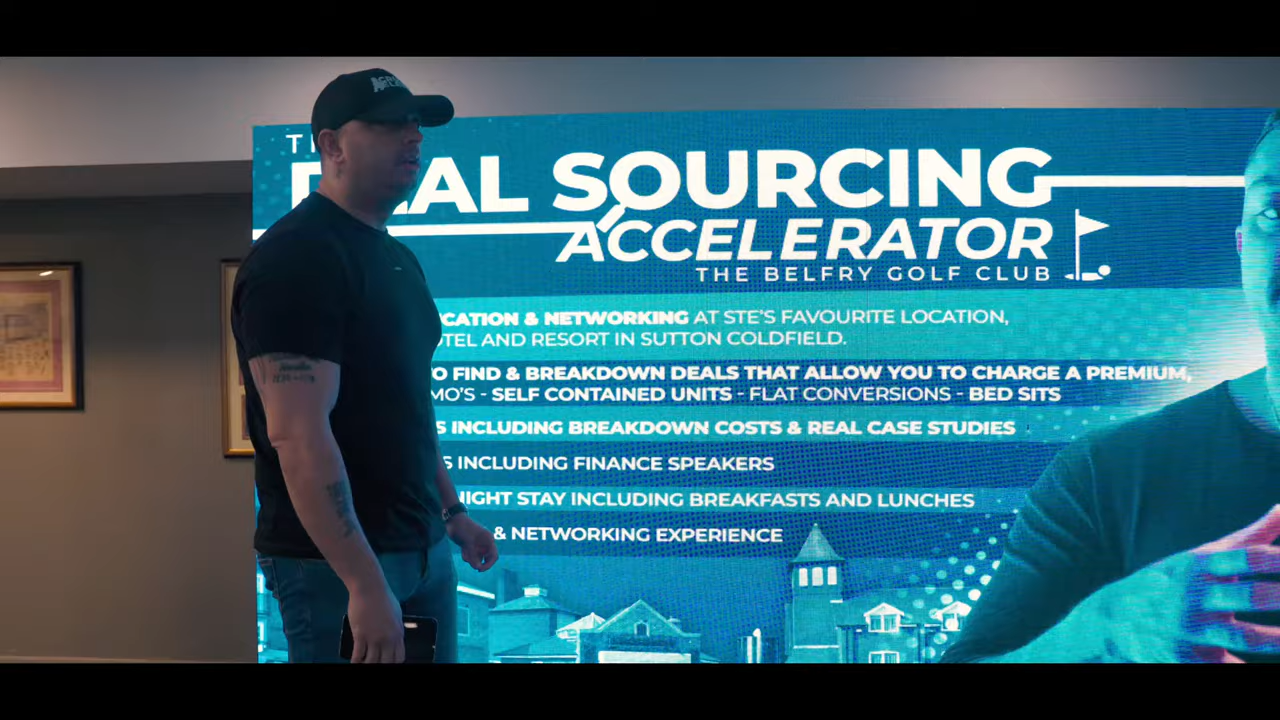 TH
DEAL SOURCING
ACCELERATOR
THE BELFRY GOLF CLUB
CATION & NETWORKING AT STE'S FAVOURITE LOCATION,
OTEL AND RESORT IN SUTTON COLDFIELD.
O FIND & BREAKDOWN DEALS THAT ALLOW YOU TO CHARGE A PREMIUM,
MO'S - SELF CONTAINED UNITS - FLAT CONVERSIONS - BED SITS
S INCLUDING BREAKDOWN COSTS & REAL CASE STUDIES
S INCLUDING FINANCE SPEAKERS
NIGHT STAY INCLUDING BREAKFASTS AND LUNCHES
& NETWORKING EXPERIENCE